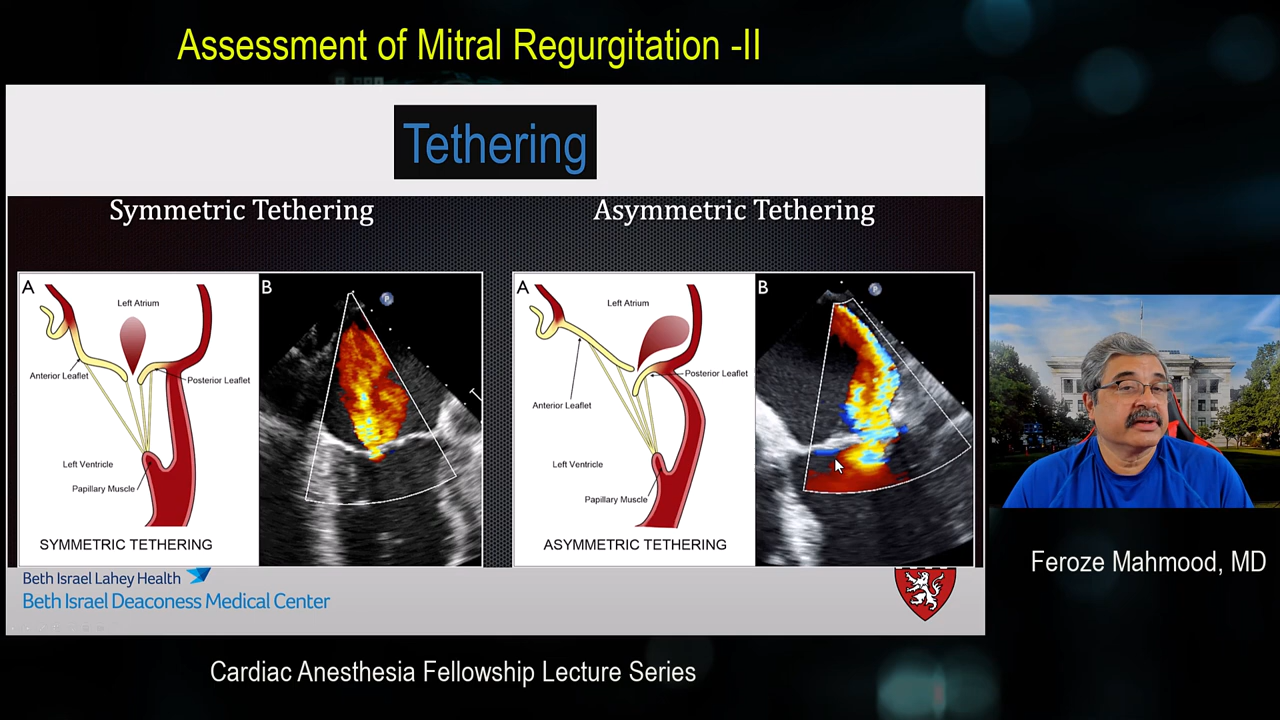 Assessment of Mitral Regurgitation -II
Tethering
Symmetric Tethering
Asymmetric Tethering
A
Left Atrium
Anterior Leaflet
Posterior Leaflet
Left Ventricle
Papillary Muscle
SYMMETRIC TETHERING
B
P
A
Left Atrium
Posterior Leaflet
Anterior Leaflet
Left Ventricle
Papillary Muscle
ASYMMETRIC TETHERING
B
P
Beth Israel Lahey Health
Beth Israel Deaconess Medical Center
Feroze Mahmood, MD
Cardiac Anesthesia Fellowship Lecture Series